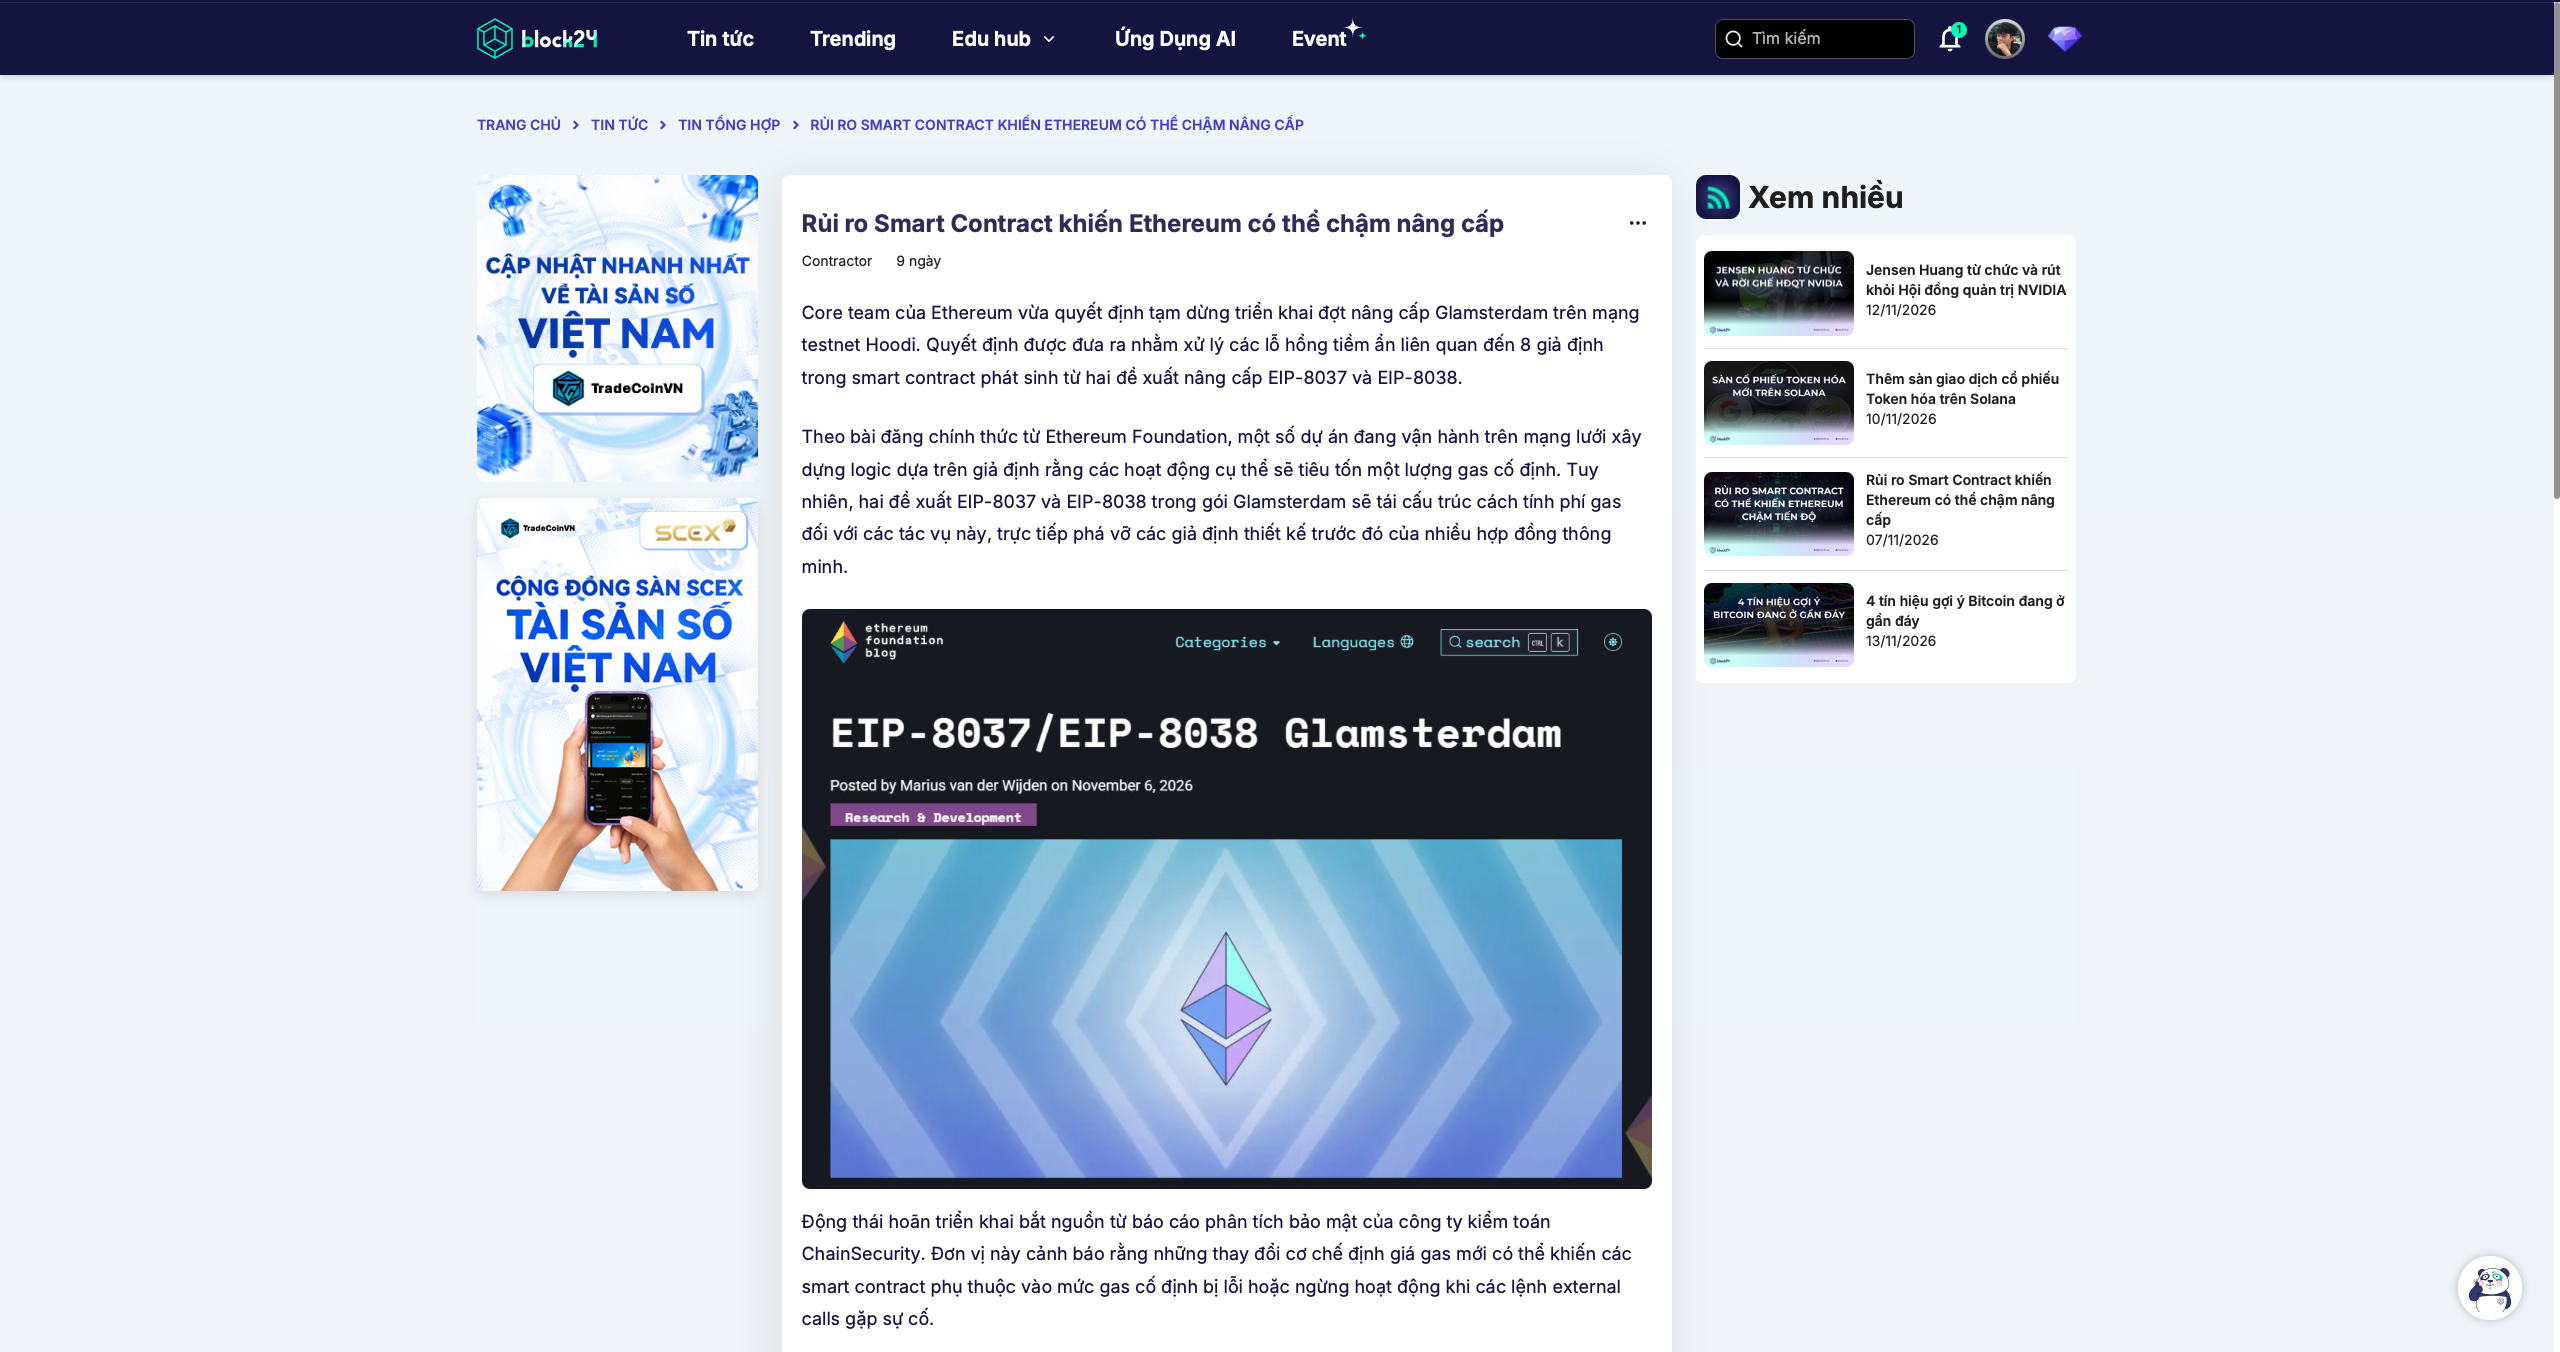 block24
Tin tức
Trending
Edu hub
Ứng Dụng AI
Event
Tìm kiếm
1
TRANG CHỦ > TIN TỨC > TIN TỔNG HỢP > RỦI RO SMART CONTRACT KHIẾN ETHEREUM CÓ THỂ CHẬM NÂNG CẤP
CẬP NHẬT NHANH NHẤT
VỀ TÀI SẢN SỐ
VIỆT NAM
TradeCoinVN
TradeCoinVN
SCEX
CỘNG ĐỒNG SÀN SCEX
TÀI SẢN SỐ
VIỆT NAM
Rủi ro Smart Contract khiến Ethereum có thể chậm nâng cấp
Contractor 9 ngày
Core team của Ethereum vừa quyết định tạm dừng triển khai đợt nâng cấp Glamsterdam trên mạng
testnet Hoodi. Quyết định được đưa ra nhằm xử lý các lỗ hổng tiềm ẩn liên quan đến 8 giả định
trong smart contract phát sinh từ hai đề xuất nâng cấp EIP-8037 và EIP-8038.
Theo bài đăng chính thức từ Ethereum Foundation, một số dự án đang vận hành trên mạng lưới xây
dựng logic dựa trên giả định rằng các hoạt động cụ thể sẽ tiêu tốn một lượng gas cố định. Tuy
nhiên, hai đề xuất EIP-8037 và EIP-8038 trong gói Glamsterdam sẽ tái cấu trúc cách tính phí gas
đối với các tác vụ này, trực tiếp phá vỡ các giả định thiết kế trước đó của nhiều hợp đồng thông
minh.
ethereum
foundation
blog
Categories
Languages
search CTRL k
EIP-8037/EIP-8038 Glamsterdam
Posted by Marius van der Wijden on November 6, 2026
Research & Development
Động thái hoãn triển khai bắt nguồn từ báo cáo phân tích bảo mật của công ty kiểm toán
ChainSecurity. Đơn vị này cảnh báo rằng những thay đổi cơ chế định giá gas mới có thể khiến các
smart contract phụ thuộc vào mức gas cố định bị lỗi hoặc ngừng hoạt động khi các lệnh external
calls gặp sự cố.
Xem nhiều
JENSEN HUANG TỪ CHỨC
VÀ RỜI GHẾ HĐQT NVIDIA
block24
Jensen Huang từ chức và rút
khỏi Hội đồng quản trị NVIDIA
12/11/2026
SÀN CỔ PHIẾU TOKEN HÓA
MỚI TRÊN SOLANA
block24
Thêm sàn giao dịch cổ phiếu
Token hóa trên Solana
10/11/2026
RỦI RO SMART CONTRACT
CÓ THỂ KHIẾN ETHEREUM
CHẬM TIẾN ĐỘ
block24
Rủi ro Smart Contract khiến
Ethereum có thể chậm nâng
cấp
07/11/2026
4 TÍN HIỆU GỢI Ý
BITCOIN ĐANG Ở GẦN ĐÁY
block24
4 tín hiệu gợi ý Bitcoin đang ở
gần đáy
13/11/2026